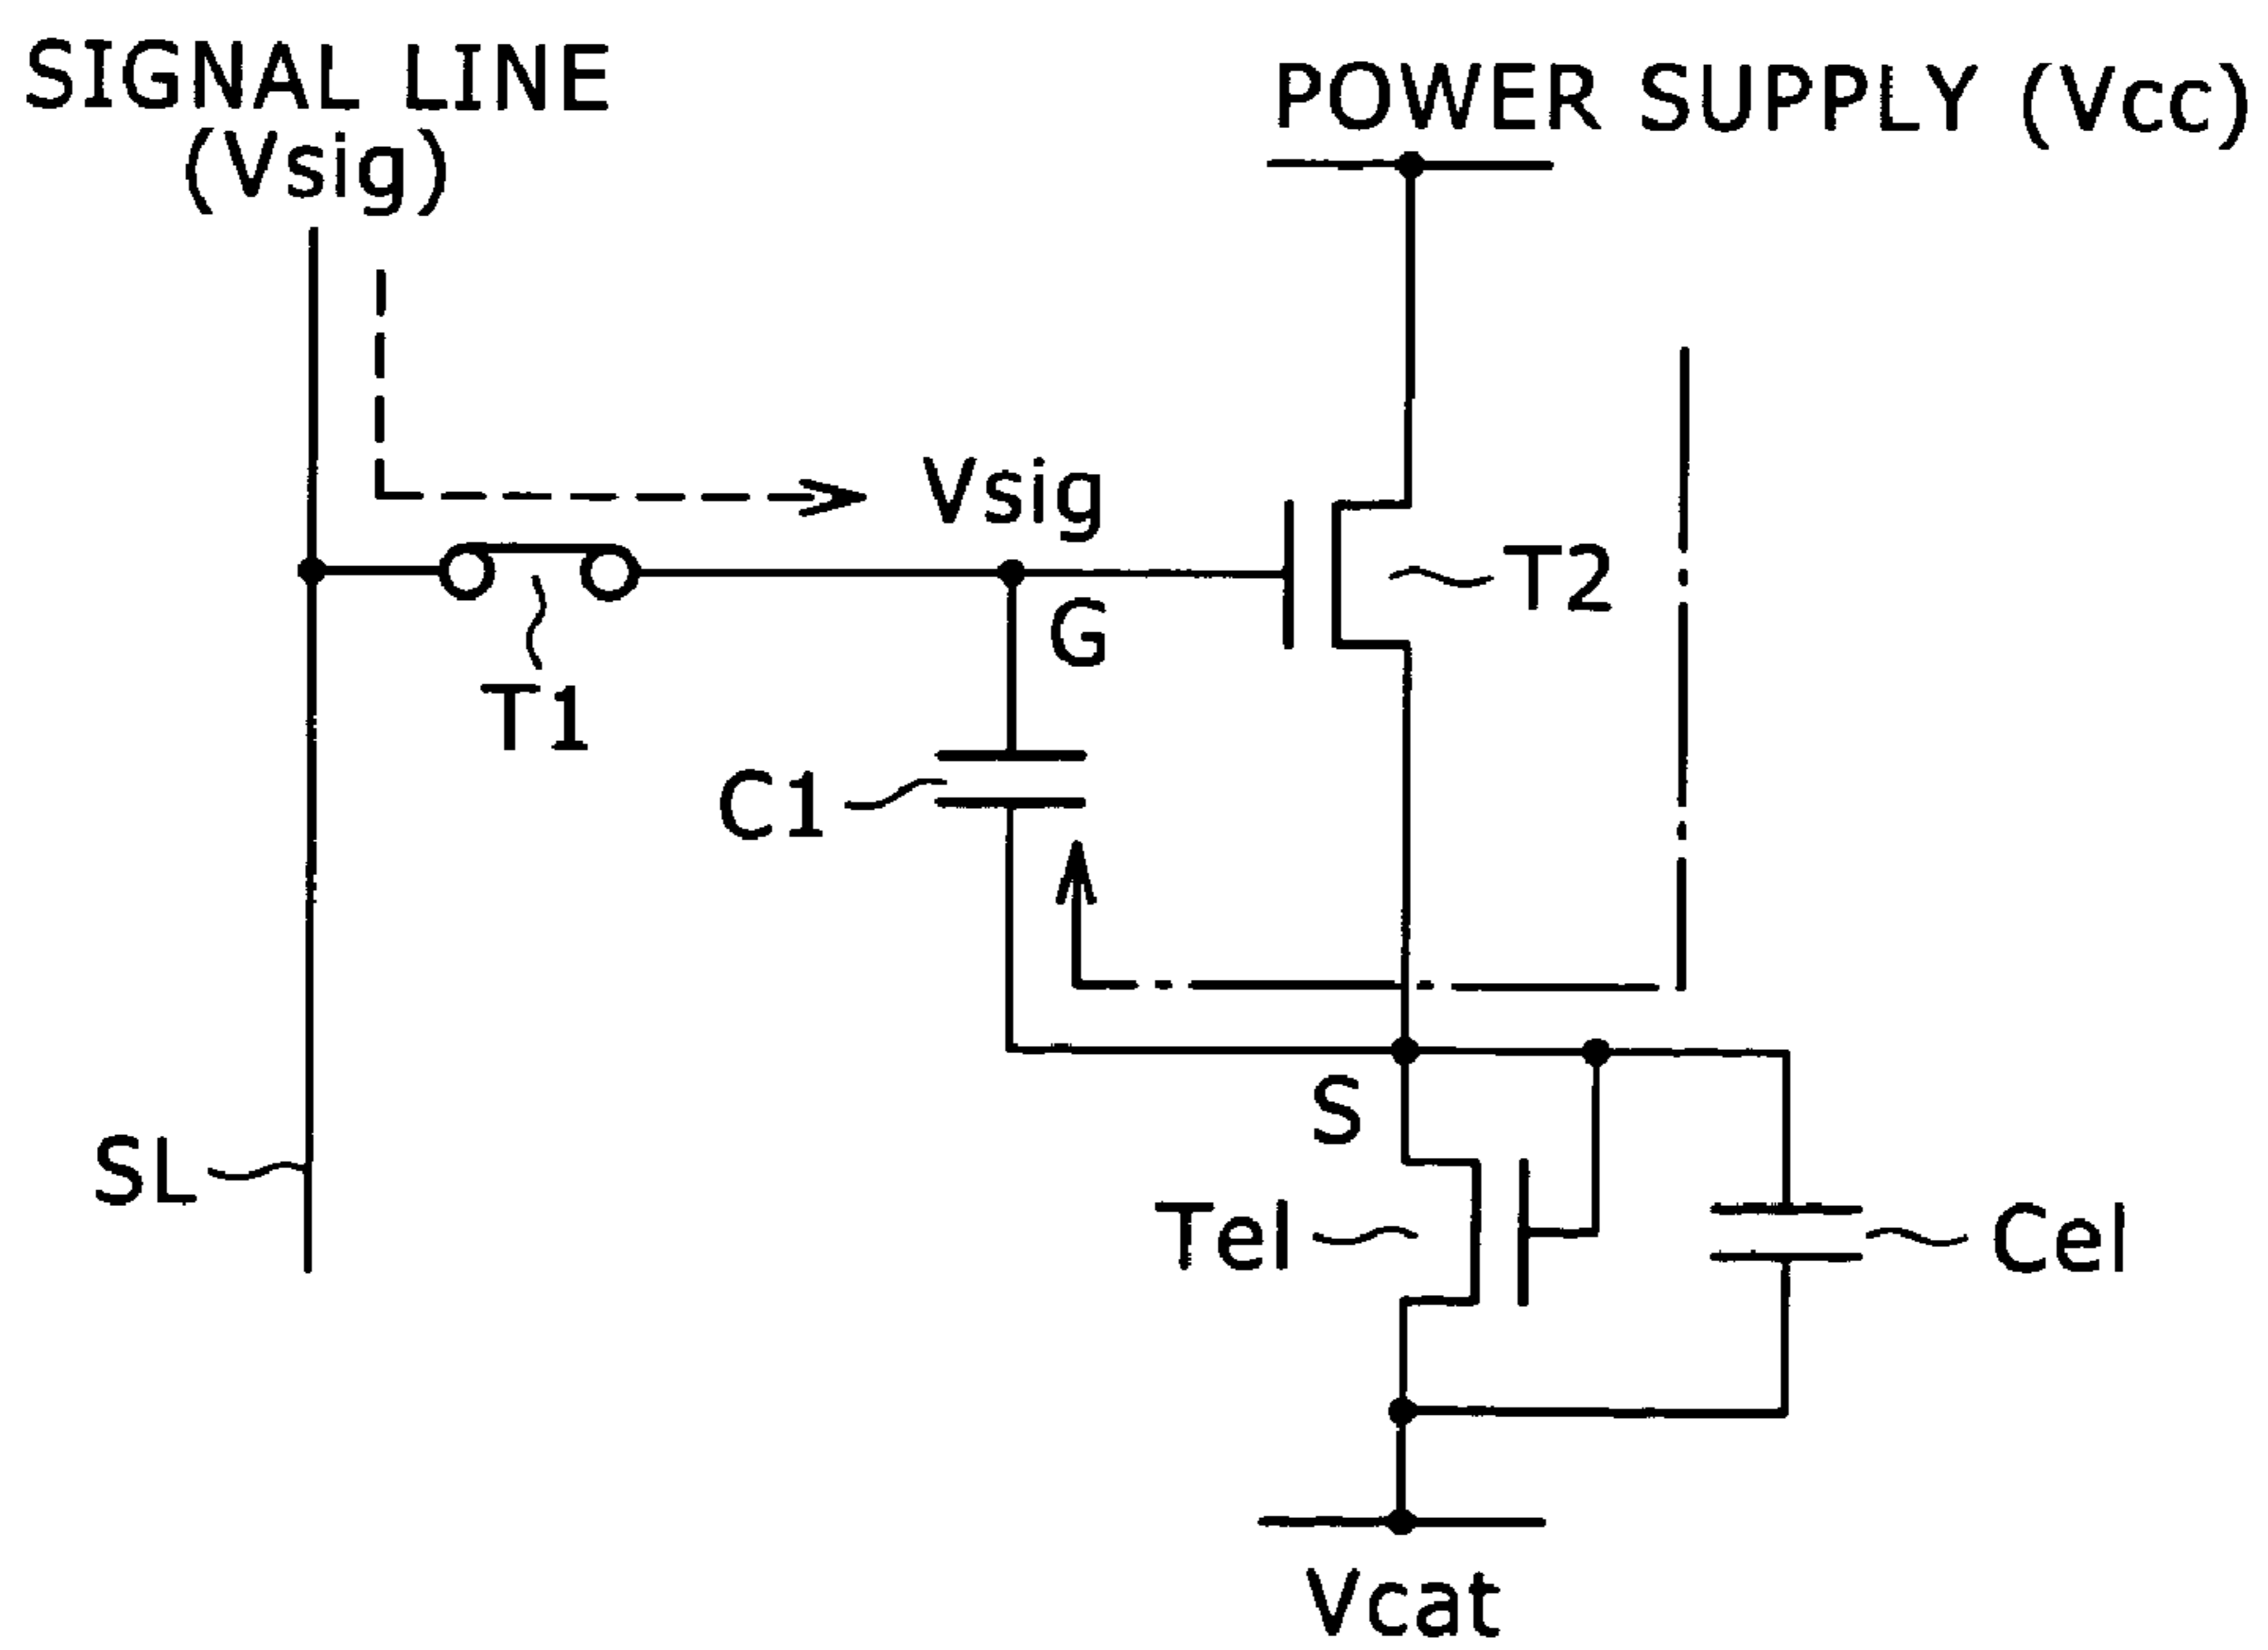 SIGNAL LINE
(Vsig)
POWER SUPPLY (Vcc)
Vsig
T2
G
T1
C1
S
SL
Tel
Cel
Vcat